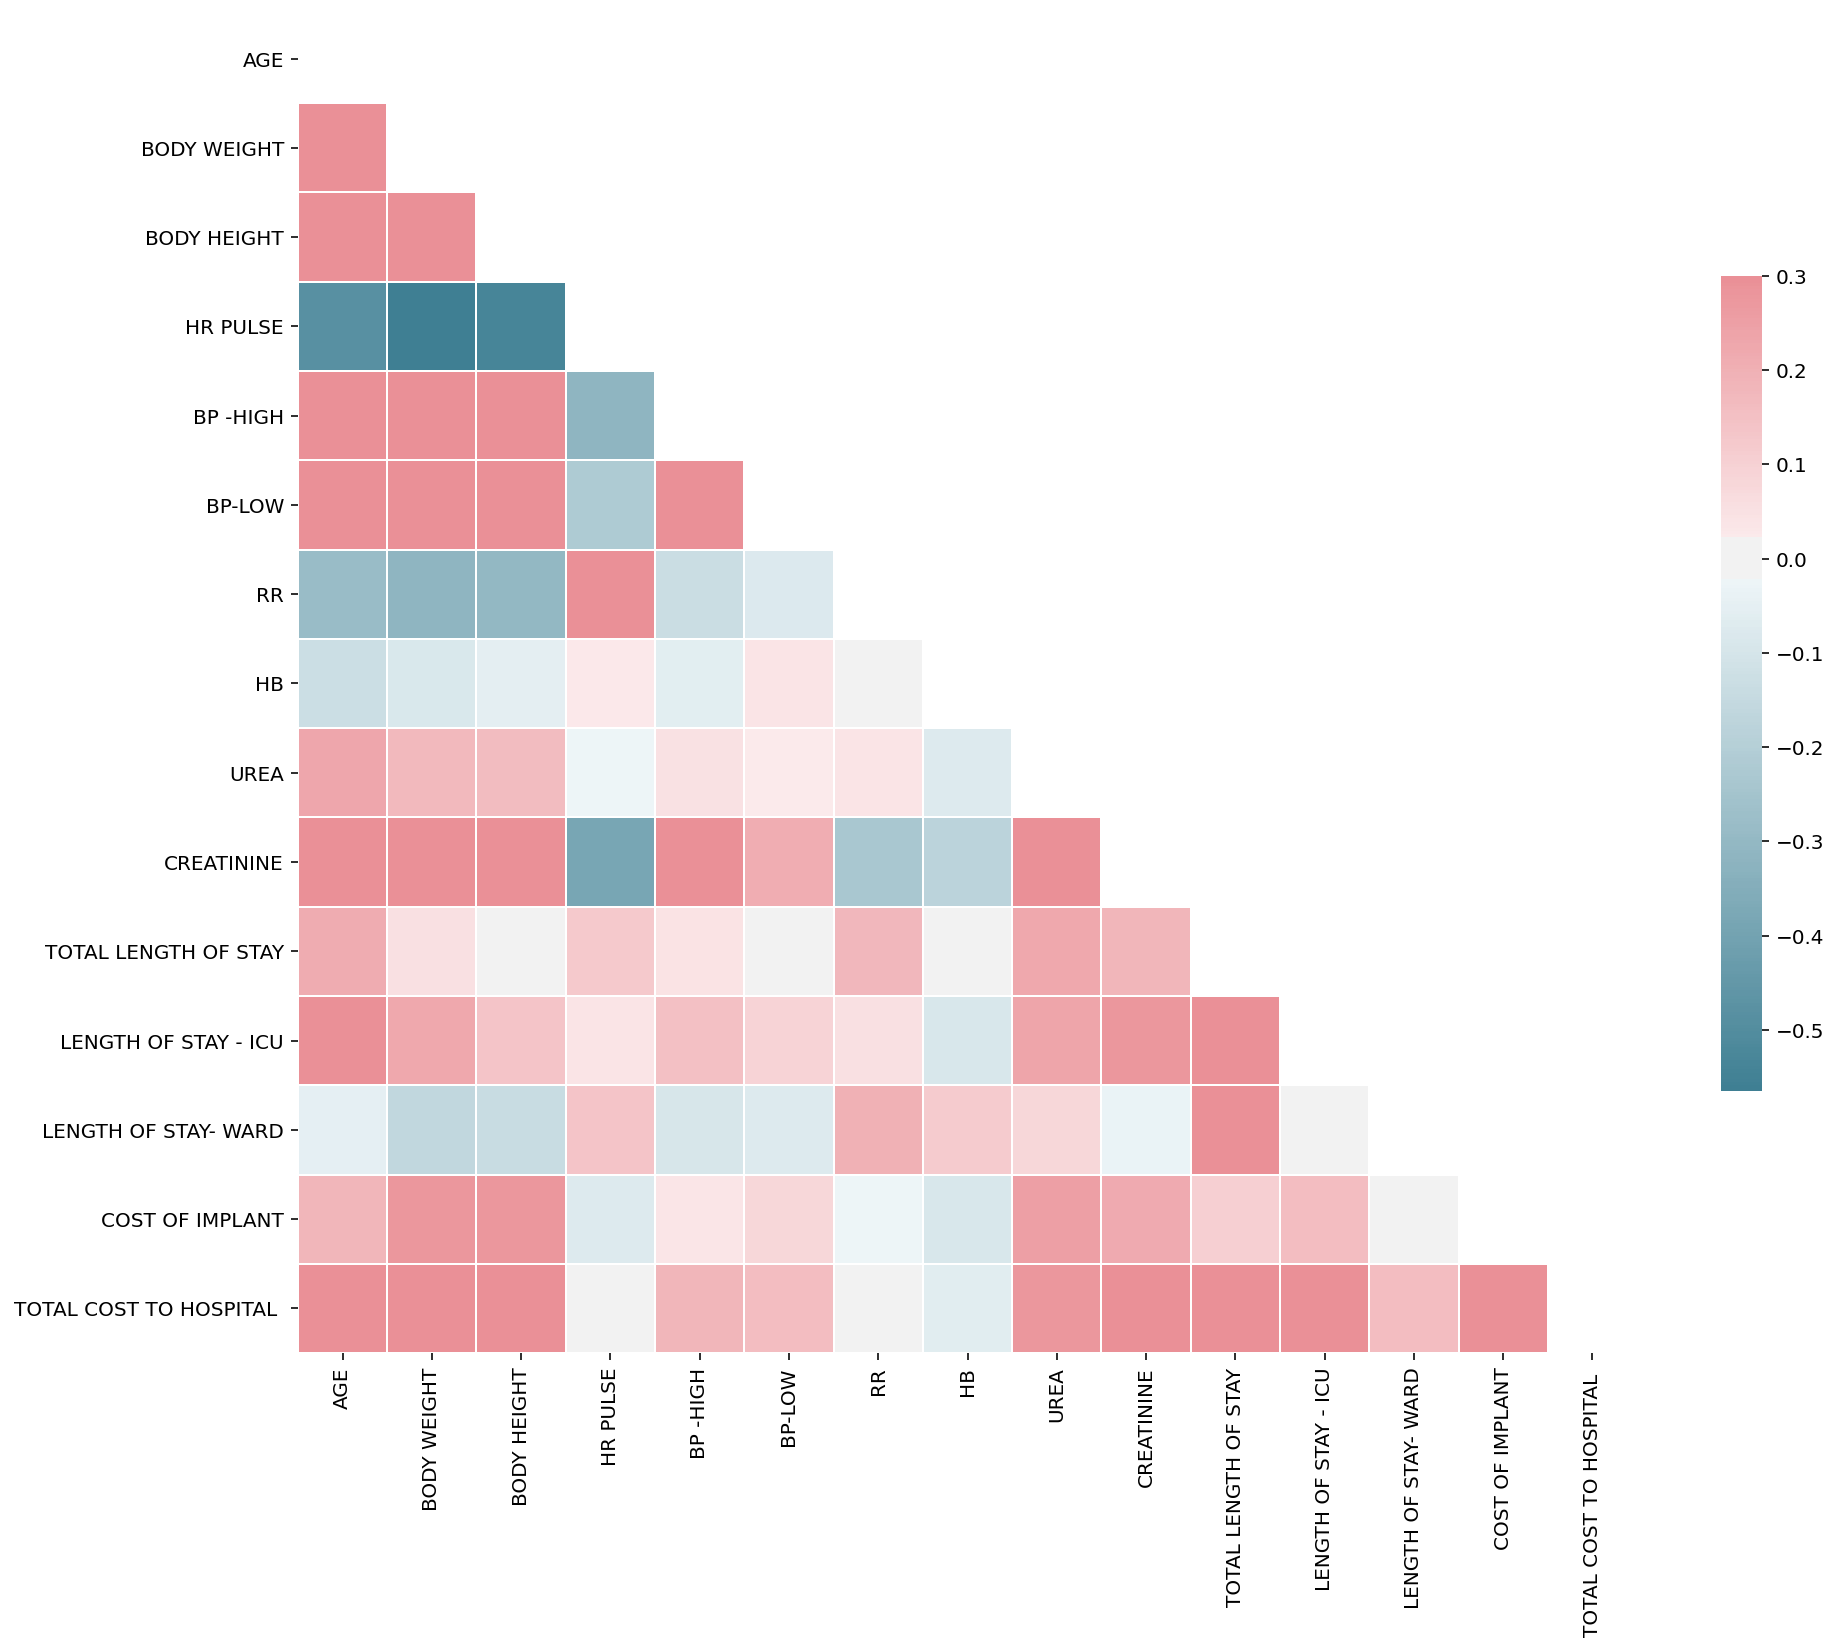 AGE
BODY WEIGHT
BODY HEIGHT
HR PULSE
BP -HIGH
BP-LOW
RR
HB
UREA
CREATININE
TOTAL LENGTH OF STAY
LENGTH OF STAY - ICU
LENGTH OF STAY- WARD
COST OF IMPLANT
TOTAL COST TO HOSPITAL
AGE
BODY WEIGHT
BODY HEIGHT
HR PULSE
BP -HIGH
BP-LOW
RR
HB
UREA
CREATININE
TOTAL LENGTH OF STAY
LENGTH OF STAY - ICU
LENGTH OF STAY- WARD
COST OF IMPLANT
TOTAL COST TO HOSPITAL
0.3
0.2
0.1
0.0
−0.1
−0.2
−0.3
−0.4
−0.5